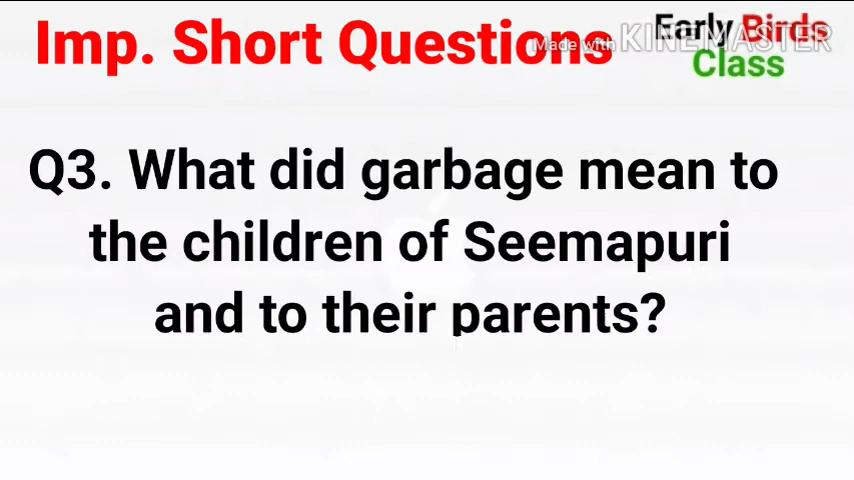 Imp. Short Questions
Early Birds
Made with KINEMASTER
Class
Q3. What did garbage mean to
the children of Seemapuri
and to their parents?